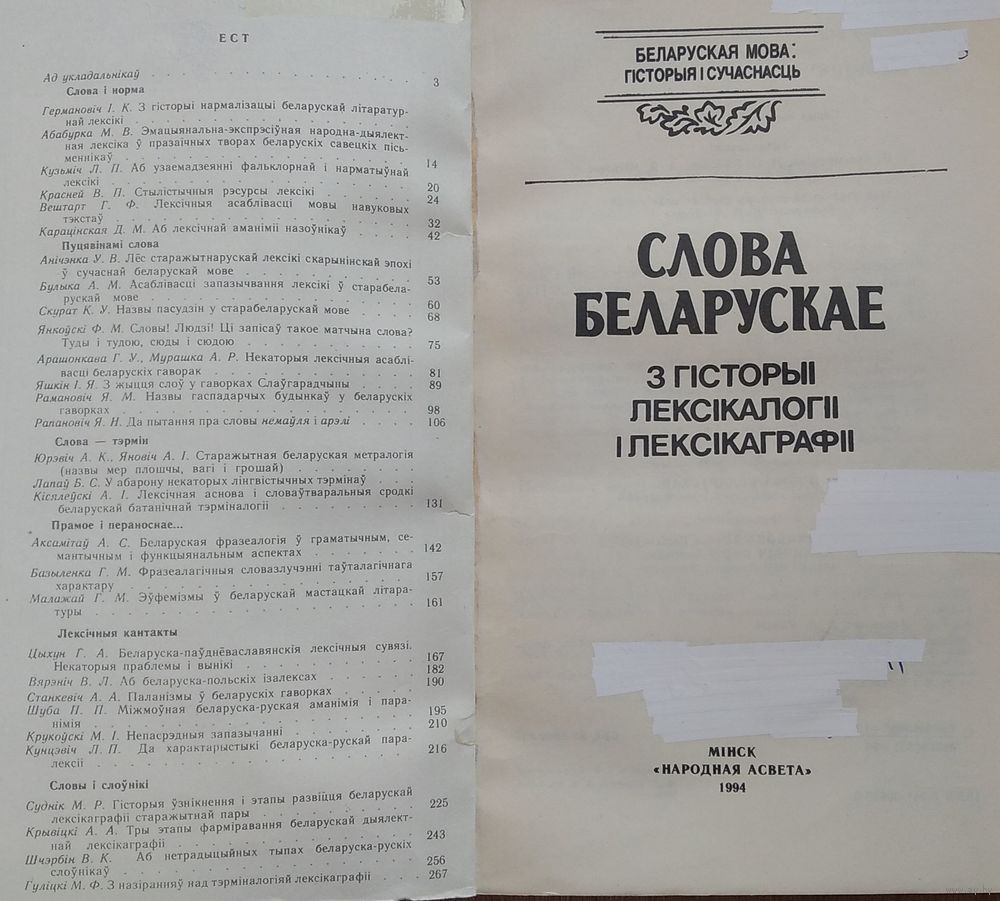 ЕСТ
Ад укладальнікаў 3
Слова і норма
Германовіч І. К. З гісторыі нармалізацыі беларускай літаратур-
най лексікі
Абабурка М. В. Эмацыянальна-экспрэсіўная народна-дыялект-
ная лексіка ў празаічных творах беларускіх савецкіх пісь-
меннікаў 14
Кузьміч Л. П. Аб узаемадзеянні фальклорнай і нарматыўнай
лексікі 20
Красней В. П. Стылістычныя рэсурсы лексікі 24
Вештарт Г. Ф. Лексічныя асаблівасці мовы навуковых
тэкстаў 32
Карацінская Д. М. Аб лексічнай аманіміі назоўнікаў 42
Пуцявінамі слова
Анічэнка У. В. Лёс старажытнарускай лексікі скарынінскай эпохі
ў сучаснай беларускай мове 53
Булыка А. М. Асаблівасці запазычвання лексікі ў старабела-
рускай мове 60
Скурат К. У. Назвы пасудзін у старабеларускай мове 68
Янкоўскі Ф. М. Словы! Людзі! Ці запісаў такое матчына слова?
Туды і тудою, сюды і сюдою 75
Арашонкава Г. У., Мурашка А. Р. Некаторыя лексічныя асаблі-
васці беларускіх гаворак 81
Яшкін І. Я. З жыцця слоў у гаворках Слаўгарадчыны 89
Рамановіч Я. М. Назвы гаспадарчых будынкаў у беларускіх
гаворках 98
Рапановіч Я. Н. Да пытання пра словы немаўля і арэлі 106
Слова — тэрмін
Юрэвіч А. К., Яновіч А. І. Старажытная беларуская метралогія
(назвы мер плошчы, вагі і грошай)
Лапаў Б. С. У абарону некаторых лінгвістычных тэрмінаў
Кісялеўскі А. І. Лексічная аснова і словаўтваральныя сродкі
беларускай батанічнай тэрміналогіі 131
Прамое і пераноснае...
Аксамітаў А. С. Беларуская фразеалогія ў граматычным, се-
мантычным і функцыянальным аспектах 142
Базыленка Г. М. Фразеалагічныя словазлучэнні таўталагічнага
характару 157
Малажай Г. М. Эўфемізмы ў беларускай мастацкай літара-
туры 161
Лексічныя кантакты
Цыхун Г. А. Беларуска-паўднёваславянскія лексічныя сувязі.
Некаторыя праблемы і вынікі 167
Вярэніч В. Л. Аб беларуска-польскіх ізалексах 182
Станкевіч А. А. Паланізмы ў беларускіх гаворках 190
Шуба П. П. Міжмоўная беларуска-руская аманімія і пара-
німія 195
Крукоўскі М. І. Непасрэдныя запазычанні 210
Кунцэвіч Л. П. Да характарыстыкі беларуска-рускай пара-
лексіі 216
Словы і слоўнікі
Суднік М. Р. Гісторыя ўзнікнення і этапы развіцця беларускай
лексікаграфіі старажытнай пары 225
Крывіцкі А. А. Тры этапы фарміравання беларускай дыялект-
най лексікаграфіі 243
Шчэрбін В. К. Аб нетрадыцыйных тыпах беларуска-рускіх
слоўнікаў 256
Гуліцкі М. Ф. З назіранняў над тэрміналогіяй лексікаграфіі 267
БЕЛАРУСКАЯ МОВА:
ГІСТОРЫЯ І СУЧАСНАСЦЬ
СЛОВА
БЕЛАРУСКАЕ
З ГІСТОРЫІ
ЛЕКСІКАЛОГІІ
І ЛЕКСІКАГРАФІІ
МІНСК
«НАРОДНАЯ АСВЕТА»
1994